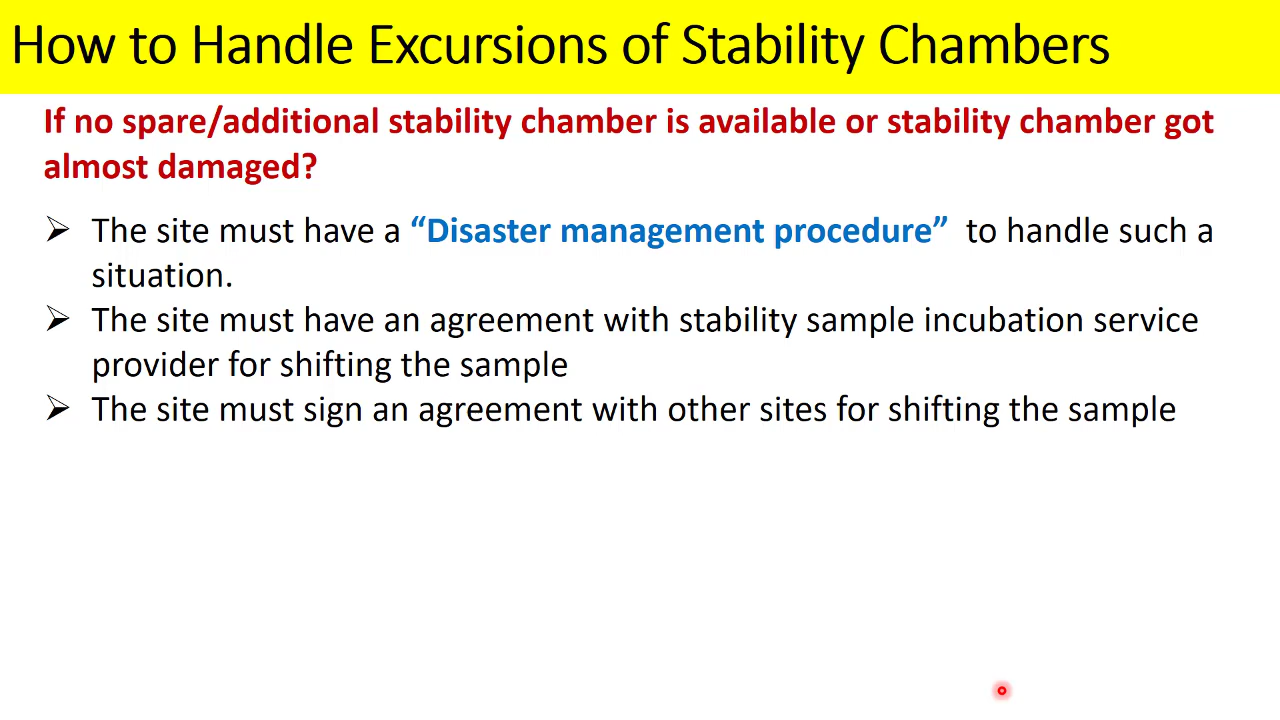 How to Handle Excursions of Stability Chambers
If no spare/additional stability chamber is available or stability chamber got
almost damaged?
➢ The site must have a “Disaster management procedure” to handle such a
situation.
➢ The site must have an agreement with stability sample incubation service
provider for shifting the sample
➢ The site must sign an agreement with other sites for shifting the sample